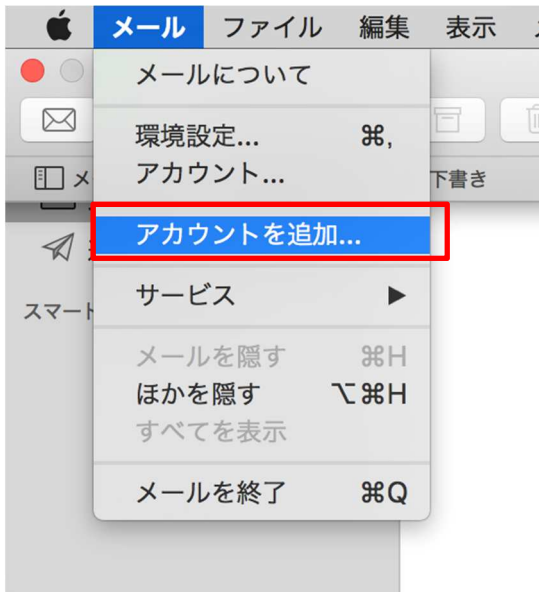 メール ファイル 編集 表示
メールについて
環境設定... ⌘,
アカウント...
下書き
アカウントを追加...
サービス ▶
スマート
メールを隠す ⌘H
ほかを隠す ⌥⌘H
すべてを表示
メールを終了 ⌘Q